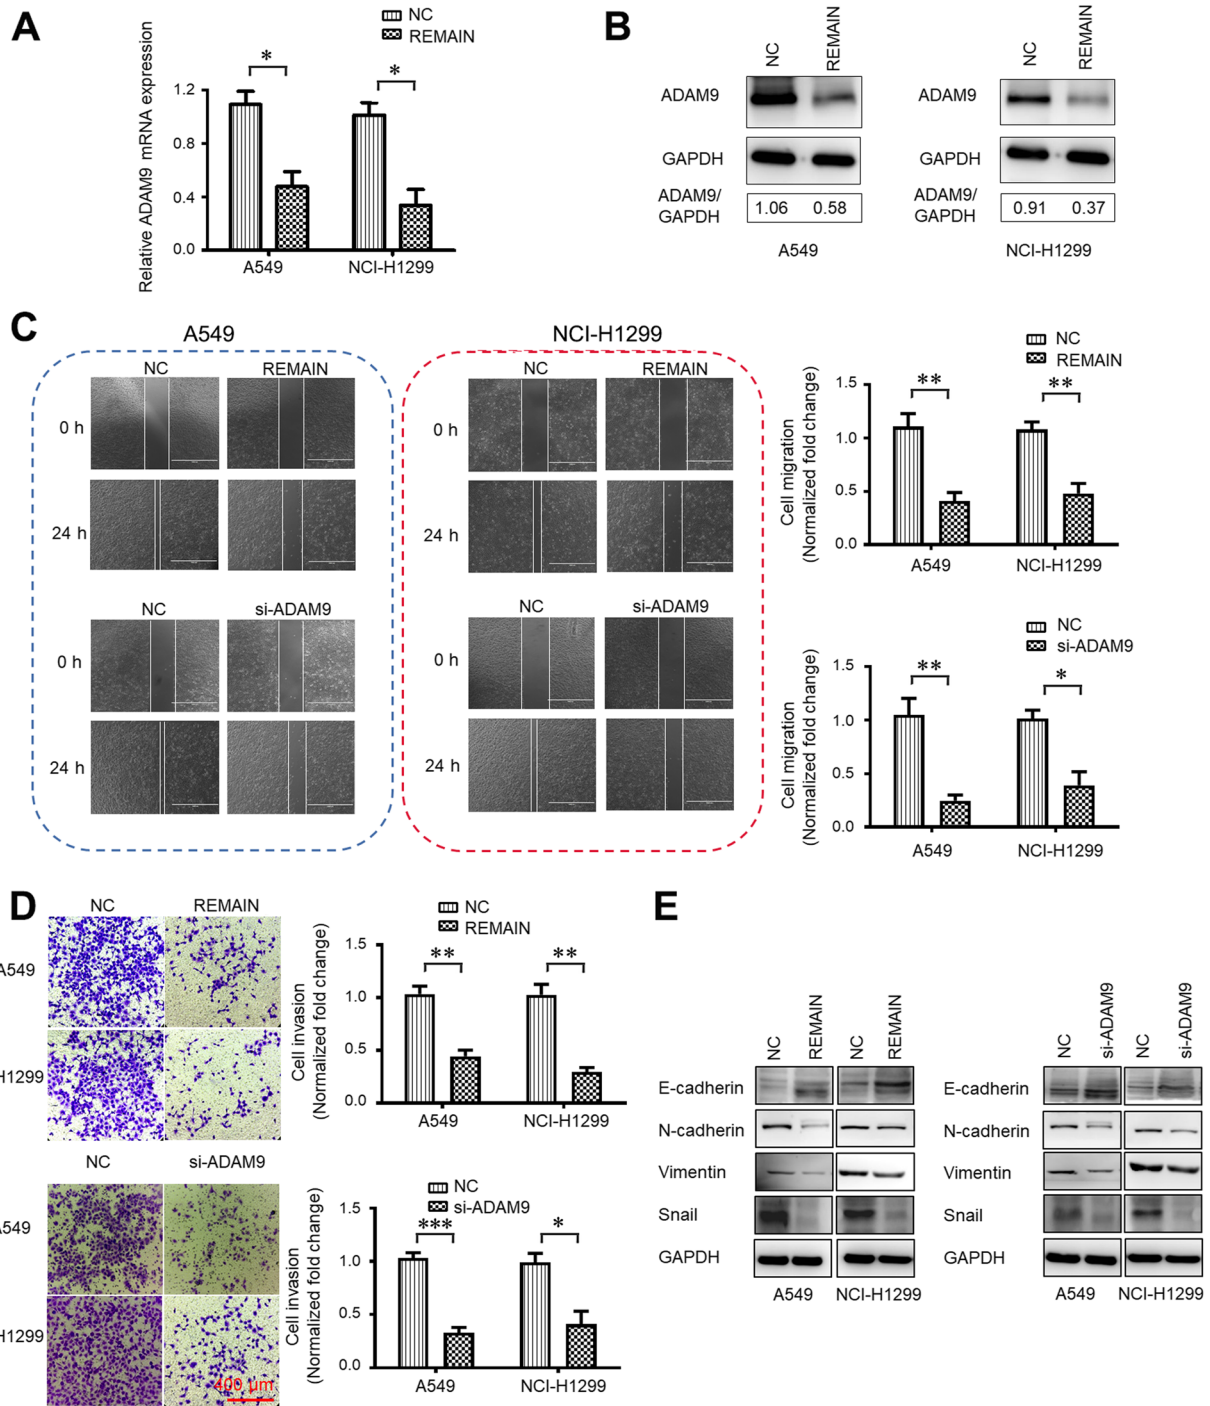 A
NC
REMAIN
Relative ADAM9 mRNA expression
*
*
1.2
0.8
0.4
0.0
A549
NCI-H1299
B
NC
REMAIN
NC
REMAIN
ADAM9
ADAM9
GAPDH
GAPDH
ADAM9/
GAPDH
1.06
0.58
ADAM9/
GAPDH
0.91
0.37
A549
NCI-H1299
C
A549
NC
REMAIN
0 h
24 h
NC
si-ADAM9
0 h
24 h
NCI-H1299
NC
REMAIN
0 h
24 h
NC
si-ADAM9
0 h
24 h
NC
REMAIN
Cell migration
(Normalized fold change)
1.5
1.0
0.5
0.0
**
**
A549
NCI-H1299
NC
si-ADAM9
Cell migration
(Normalized fold change)
1.5
1.0
0.5
0.0
**
*
A549
NCI-H1299
D
NC
REMAIN
A549
H1299
NC
si-ADAM9
A549
H1299
400 μm
NC
REMAIN
Cell invasion
(Normalized fold change)
1.5
1.0
0.5
0.0
**
**
A549
NCI-H1299
NC
si-ADAM9
Cell invasion
(Normalized fold change)
1.5
1.0
0.5
0.0
***
*
A549
NCI-H1299
E
NC
REMAIN
NC
REMAIN
E-cadherin
N-cadherin
Vimentin
Snail
GAPDH
A549
NCI-H1299
NC
si-ADAM9
NC
si-ADAM9
E-cadherin
N-cadherin
Vimentin
Snail
GAPDH
A549
NCI-H1299